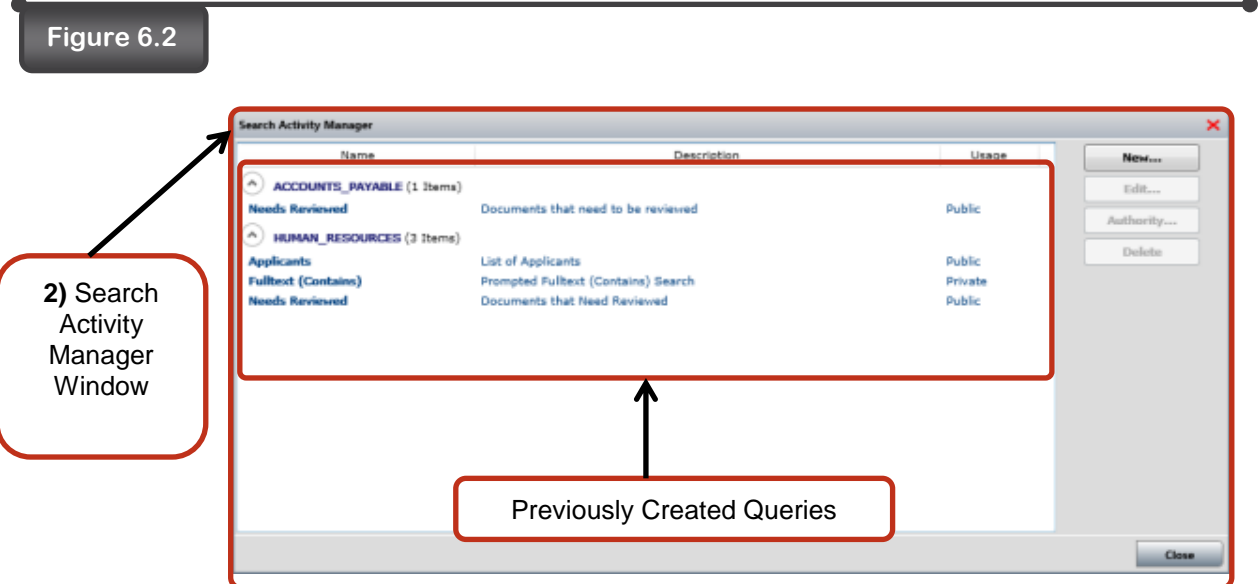 Figure 6.2
Search Activity Manager
Name Description Usage
New...
ACCOUNTS_PAYABLE (1 Items)
Edit...
Needs Reviewed Documents that need to be reviewed Public
Authority...
HUMAN_RESOURCES (3 Items)
Delete
Applicants List of Applicants Public
Fulltext (Contains) Prompted Fulltext (Contains) Search Private
Needs Reviewed Documents that Need Reviewed Public
2) Search
Activity
Manager
Window
Previously Created Queries
Close